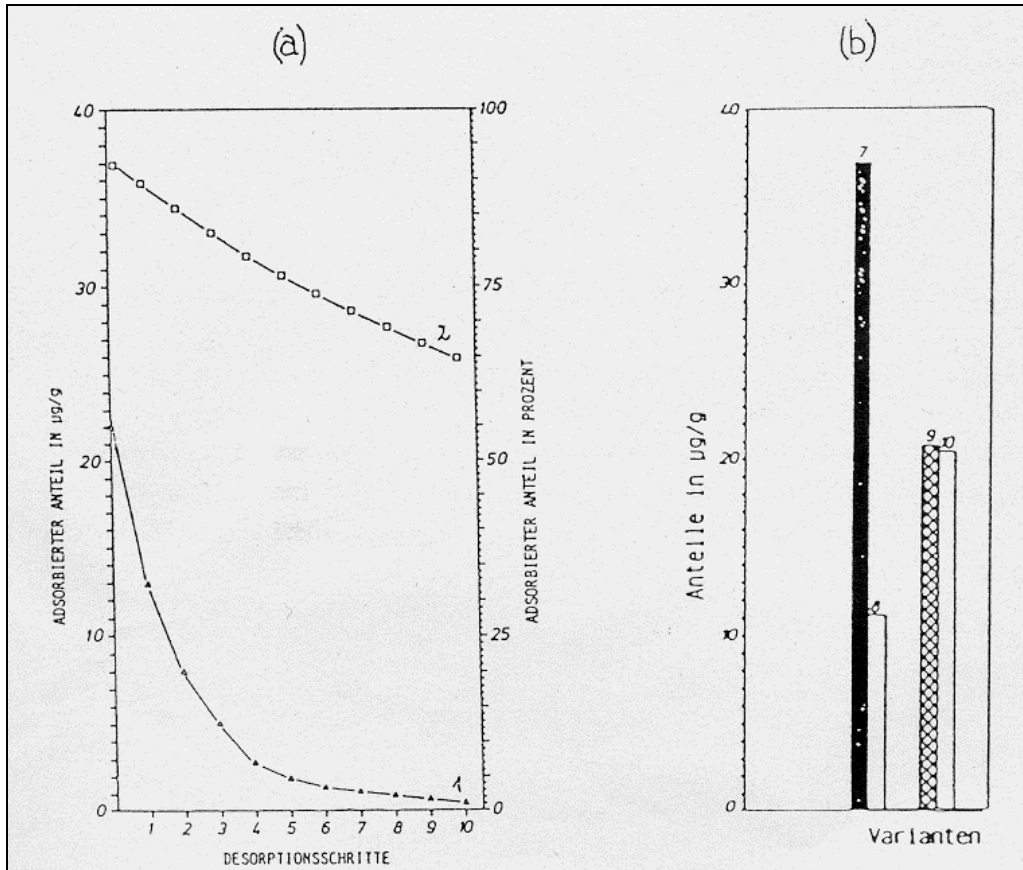 (a)
40
30
20
10
0
ADSORBIERTER ANTEIL IN µg/g
100
75
50
25
0
ADSORBIERTER ANTEIL IN PROZENT
2
1
1 2 3 4 5 6 7 8 9 10
DESORPTIONSSCHRITTE
(b)
40
30
20
10
0
Anteile in µg/g
7
8
9
10
Varianten